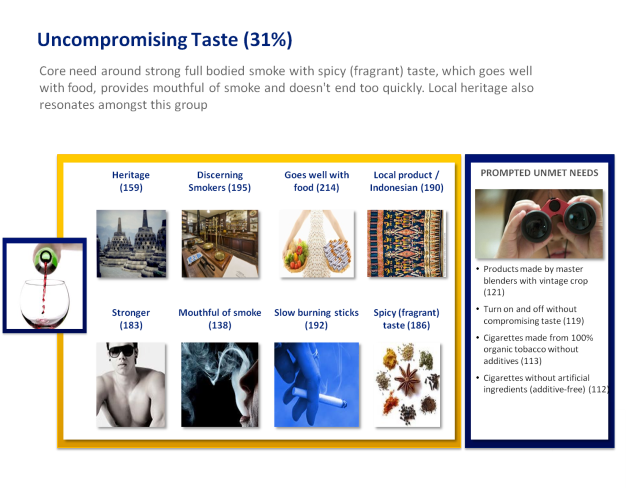 Uncompromising Taste (31%)
Core need around strong full bodied smoke with spicy (fragrant) taste, which goes well
with food, provides mouthful of smoke and doesn't end too quickly. Local heritage also
resonates amongst this group
Heritage
(159)
Discerning
Smokers (195)
Goes well with
food (214)
Local product /
Indonesian (190)
Stronger
(183)
Mouthful of smoke
(138)
Slow burning sticks
(192)
Spicy (fragrant)
taste (186)
PROMPTED UNMET NEEDS
• Products made by master
blenders with vintage crop
(121)
• Turn on and off without
compromising taste (119)
• Cigarettes made from 100%
organic tobacco without
additives (113)
• Cigarettes without artificial
ingredients (additive-free) (112)